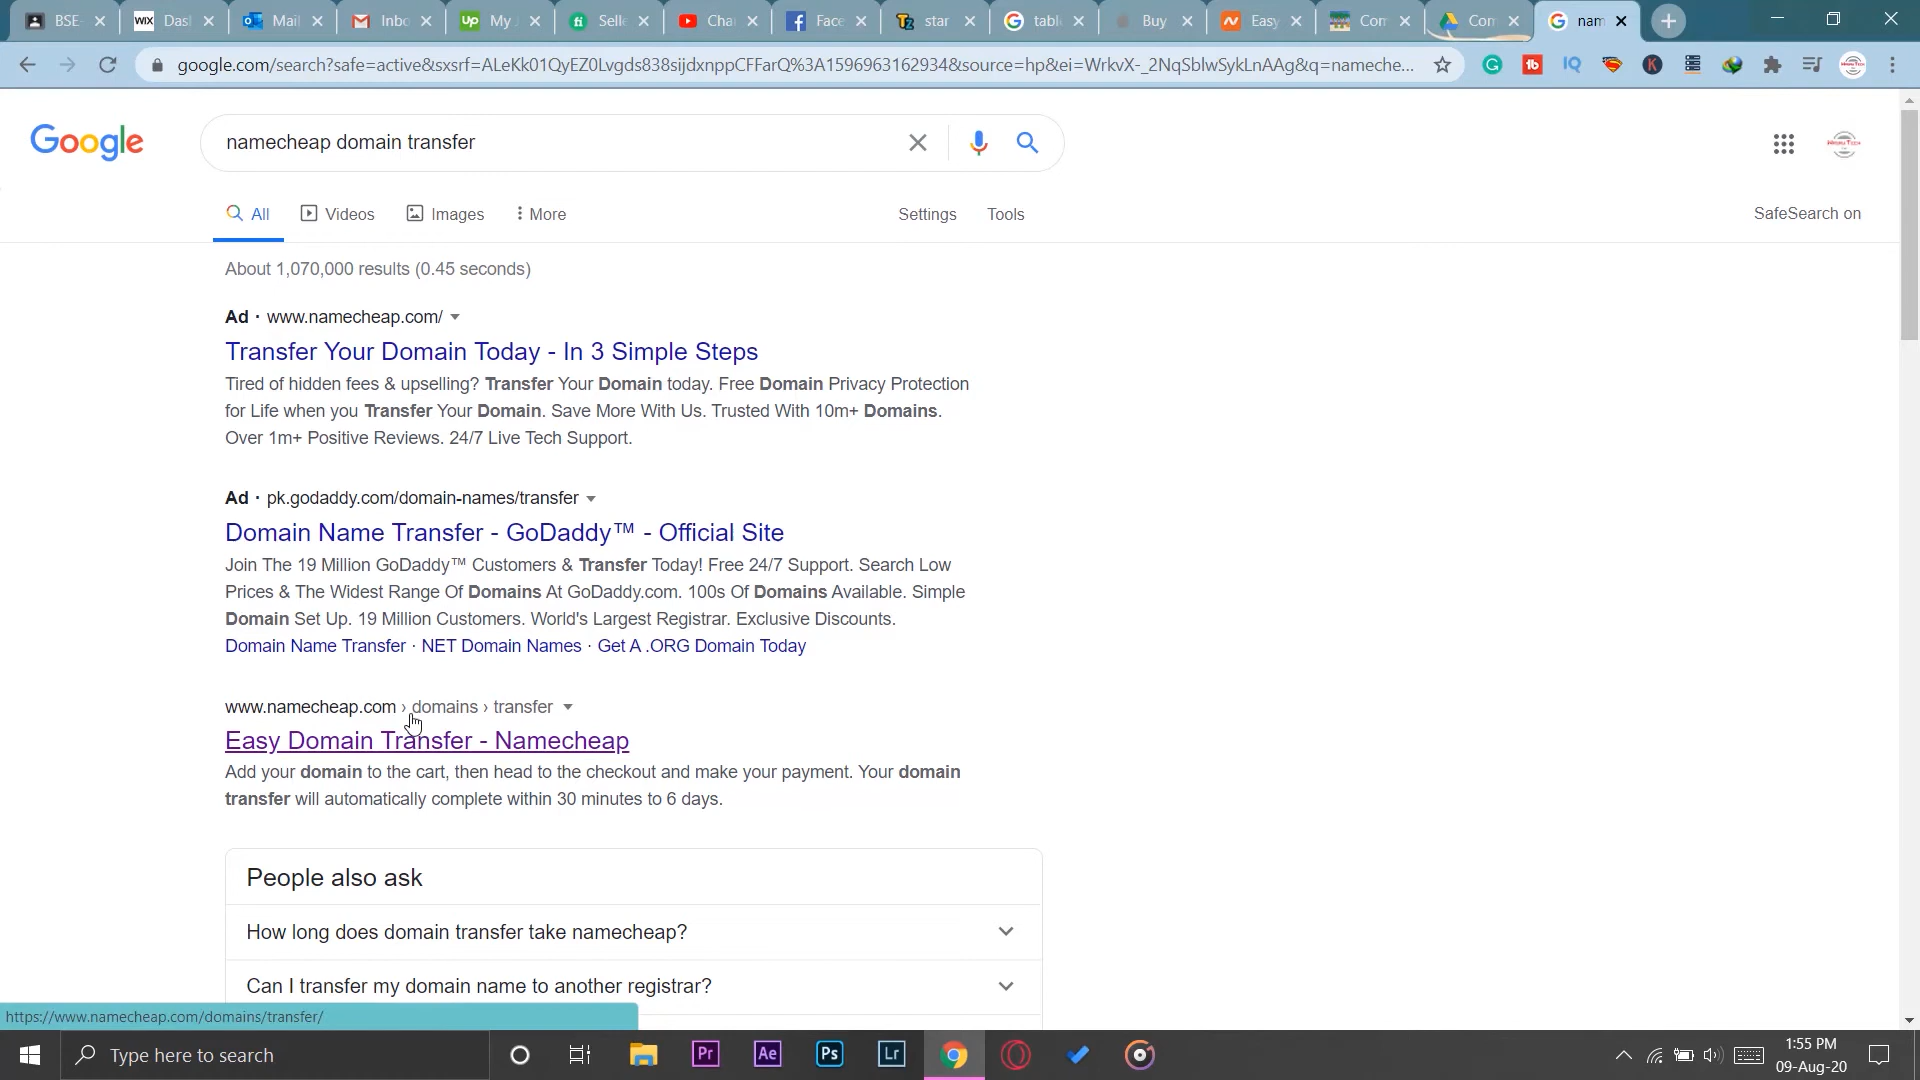 BSE-
WIX Dasl
Mail
Inbo
My J
Selle
Cha
Face
star
tabl
Buy
Easy
Com
Con
nam
google.com/search?safe=active&sxsrf=ALeKk01QyEZ0Lvgds838sijdxnppCFFarQ%3A1596963162934&source=hp&ei=WrkvX-_2NqSblwSykLnAAg&q=nameche...
Google
namecheap domain transfer
All Videos Images More Settings Tools SafeSearch on
About 1,070,000 results (0.45 seconds)
Ad · www.namecheap.com/
Transfer Your Domain Today - In 3 Simple Steps
Tired of hidden fees & upselling? Transfer Your Domain today. Free Domain Privacy Protection
for Life when you Transfer Your Domain. Save More With Us. Trusted With 10m+ Domains.
Over 1m+ Positive Reviews. 24/7 Live Tech Support.
Ad · pk.godaddy.com/domain-names/transfer
Domain Name Transfer - GoDaddy™ - Official Site
Join The 19 Million GoDaddy™ Customers & Transfer Today! Free 24/7 Support. Search Low
Prices & The Widest Range Of Domains At GoDaddy.com. 100s Of Domains Available. Simple
Domain Set Up. 19 Million Customers. World's Largest Registrar. Exclusive Discounts.
Domain Name Transfer · NET Domain Names · Get A .ORG Domain Today
www.namecheap.com › domains › transfer
Easy Domain Transfer - Namecheap
Add your domain to the cart, then head to the checkout and make your payment. Your domain
transfer will automatically complete within 30 minutes to 6 days.
People also ask
How long does domain transfer take namecheap?
Can I transfer my domain name to another registrar?
https://www.namecheap.com/domains/transfer/
Type here to search
Pr Ae Ps Lr
1:55 PM
09-Aug-20